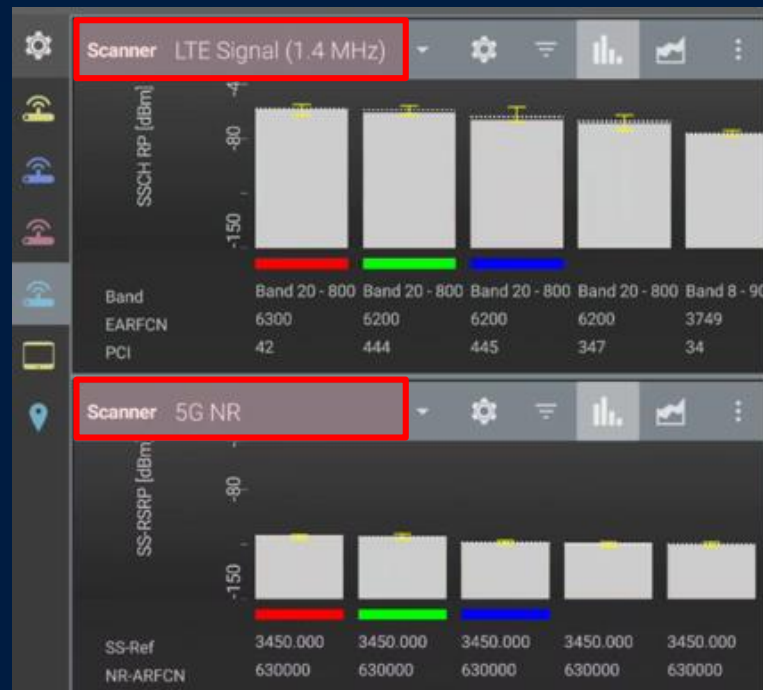 Scanner LTE Signal (1.4 MHz)
SSCH RP [dBm]
-80
-150
Band Band 20 - 800 Band 20 - 800 Band 20 - 800 Band 20 - 800 Band 8 - 90
EARFCN 6300 6200 6200 6200 3749
PCI 42 444 445 347 34
Scanner 5G NR
SS-RSRP [dBm]
-80
-150
SS-Ref 3450.000 3450.000 3450.000 3450.000 3450.000
NR-ARFCN 630000 630000 630000 630000 630000